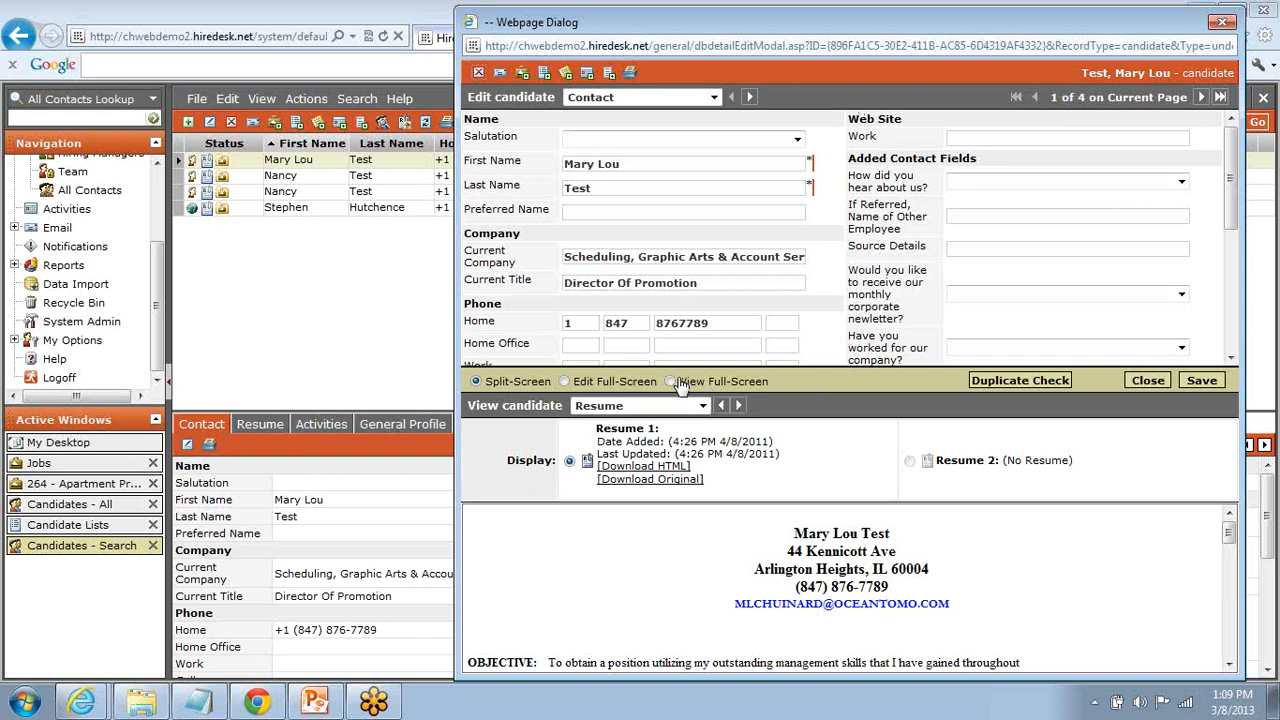 -- Webpage Dialog
http://chwebdemo2.hiredesk.net/system/defaul
Hire
http://chwebdemo2.hiredesk.net/general/dbdetailEditModal.asp?ID={896FA1C5-30E2-411B-AC85-6D4319AF4332}&RecordType=candidate&Type=und
Google
Test, Mary Lou - candidate
All Contacts Lookup
File Edit View Actions Search Help
Edit candidate Contact 1 of 4 on Current Page
Go
Navigation
Status First Name Last Name Ho
Mary Lou Test +1
Nancy Test +1
Nancy Test +1
Stephen Hutchence +1
Hiring Managers
Team
All Contacts
Activities
Email
Notifications
Reports
Data Import
Recycle Bin
System Admin
My Options
Help
Logoff
Name
Salutation
First Name Mary Lou *
Last Name Test *
Preferred Name
Company
Current Company Scheduling, Graphic Arts & Account Ser
Current Title Director Of Promotion
Phone
Home 1 847 8767789
Home Office
Work
Web Site
Work
Added Contact Fields
How did you
hear about us?
If Referred,
Name of Other
Employee
Source Details
Would you like
to receive our
monthly
corporate
newletter?
Have you
worked for our
company?
Split-Screen Edit Full-Screen View Full-Screen Duplicate Check Close Save
View candidate Resume
Resume 1:
Date Added: (4:26 PM 4/8/2011)
Last Updated: (4:26 PM 4/8/2011)
Display: Resume 2: (No Resume)
[Download HTML]
[Download Original]
Mary Lou Test
44 Kennicott Ave
Arlington Heights, IL 60004
(847) 876-7789
MLCHUINARD@OCEANTOMO.COM
OBJECTIVE: To obtain a position utilizing my outstanding management skills that I have gained throughout
Active Windows
My Desktop
Jobs
264 - Apartment Pr...
Candidates - All
Candidate Lists
Candidates - Search
Contact Resume Activities General Profile
Name
Salutation
First Name Mary Lou
Last Name Test
Preferred Name
Company
Current
Company Scheduling, Graphic Arts & Accou
Current Title Director Of Promotion
Phone
Home +1 (847) 876-7789
Home Office
Work
1:09 PM
3/8/2013